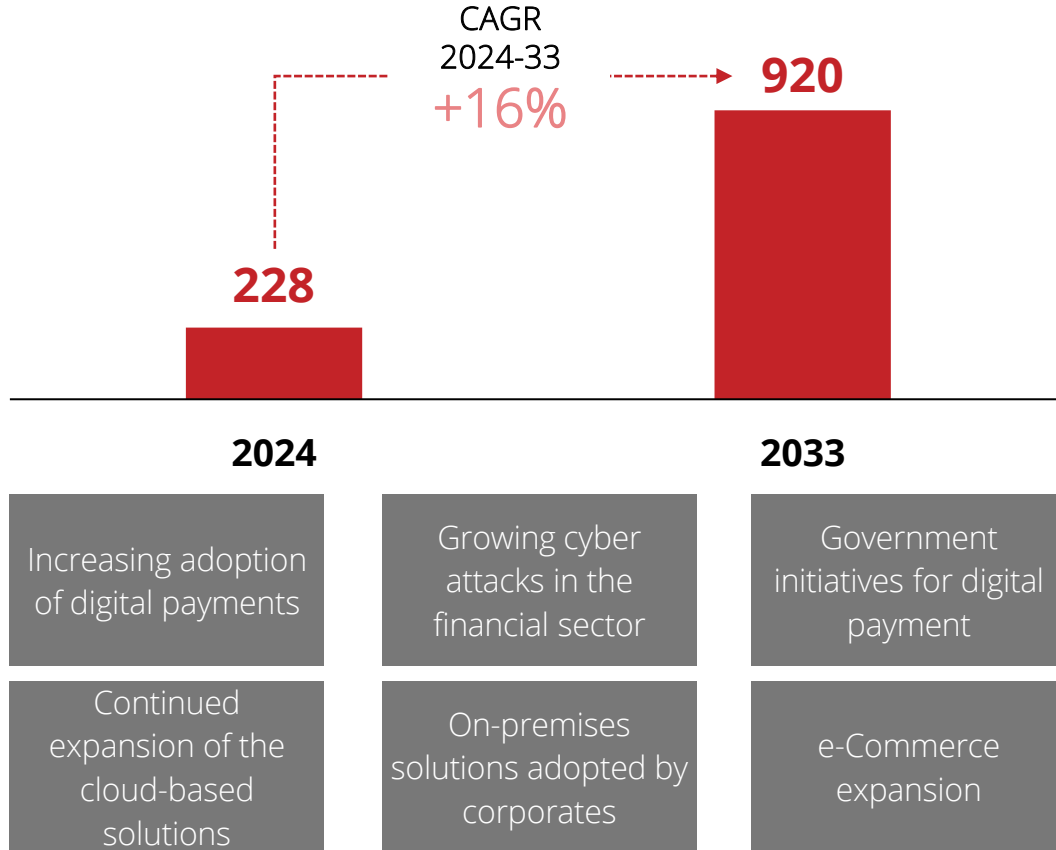 CAGR
2024-33
+16%
920
228
2024
2033
Increasing adoption
of digital payments
Growing cyber
attacks in the
financial sector
Government
initiatives for digital
payment
Continued
expansion of the
cloud-based
solutions
On-premises
solutions adopted by
corporates
e-Commerce
expansion